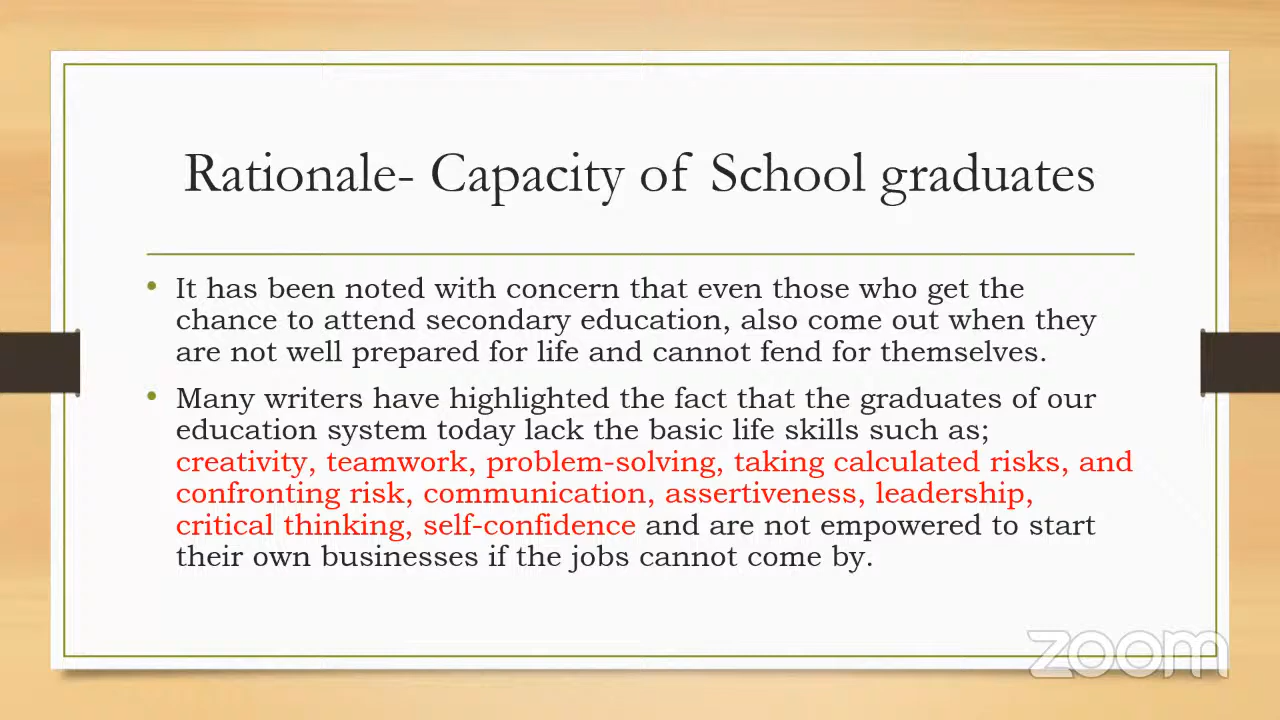 Rationale- Capacity of School graduates
• It has been noted with concern that even those who get the
chance to attend secondary education, also come out when they
are not well prepared for life and cannot fend for themselves.
• Many writers have highlighted the fact that the graduates of our
education system today lack the basic life skills such as;
creativity, teamwork, problem-solving, taking calculated risks, and
confronting risk, communication, assertiveness, leadership,
critical thinking, self-confidence and are not empowered to start
their own businesses if the jobs cannot come by.
zoom